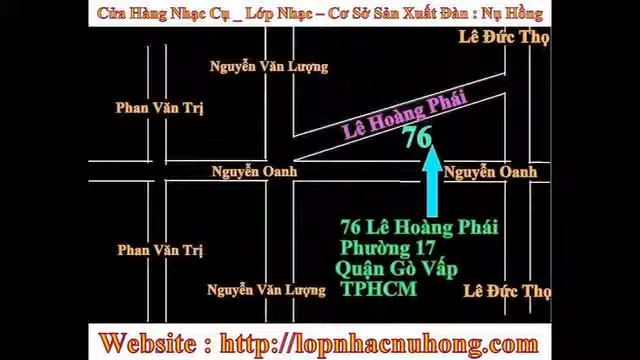 Cửa Hàng Nhạc Cụ _ Lớp Nhạc – Cơ Sở Sản Xuất Đàn : Nụ Hồng
Lê Đức Thọ
Nguyễn Văn Lượng
Phan Văn Trị
Lê Hoàng Phái
76
Nguyễn Oanh
Nguyễn Oanh
76 Lê Hoàng Phái
Phường 17
Phan Văn Trị
Quận Gò Vấp
Nguyễn Văn Lượng
TPHCM
Lê Đức Thọ
Website : http://lopnhacnuhong.com